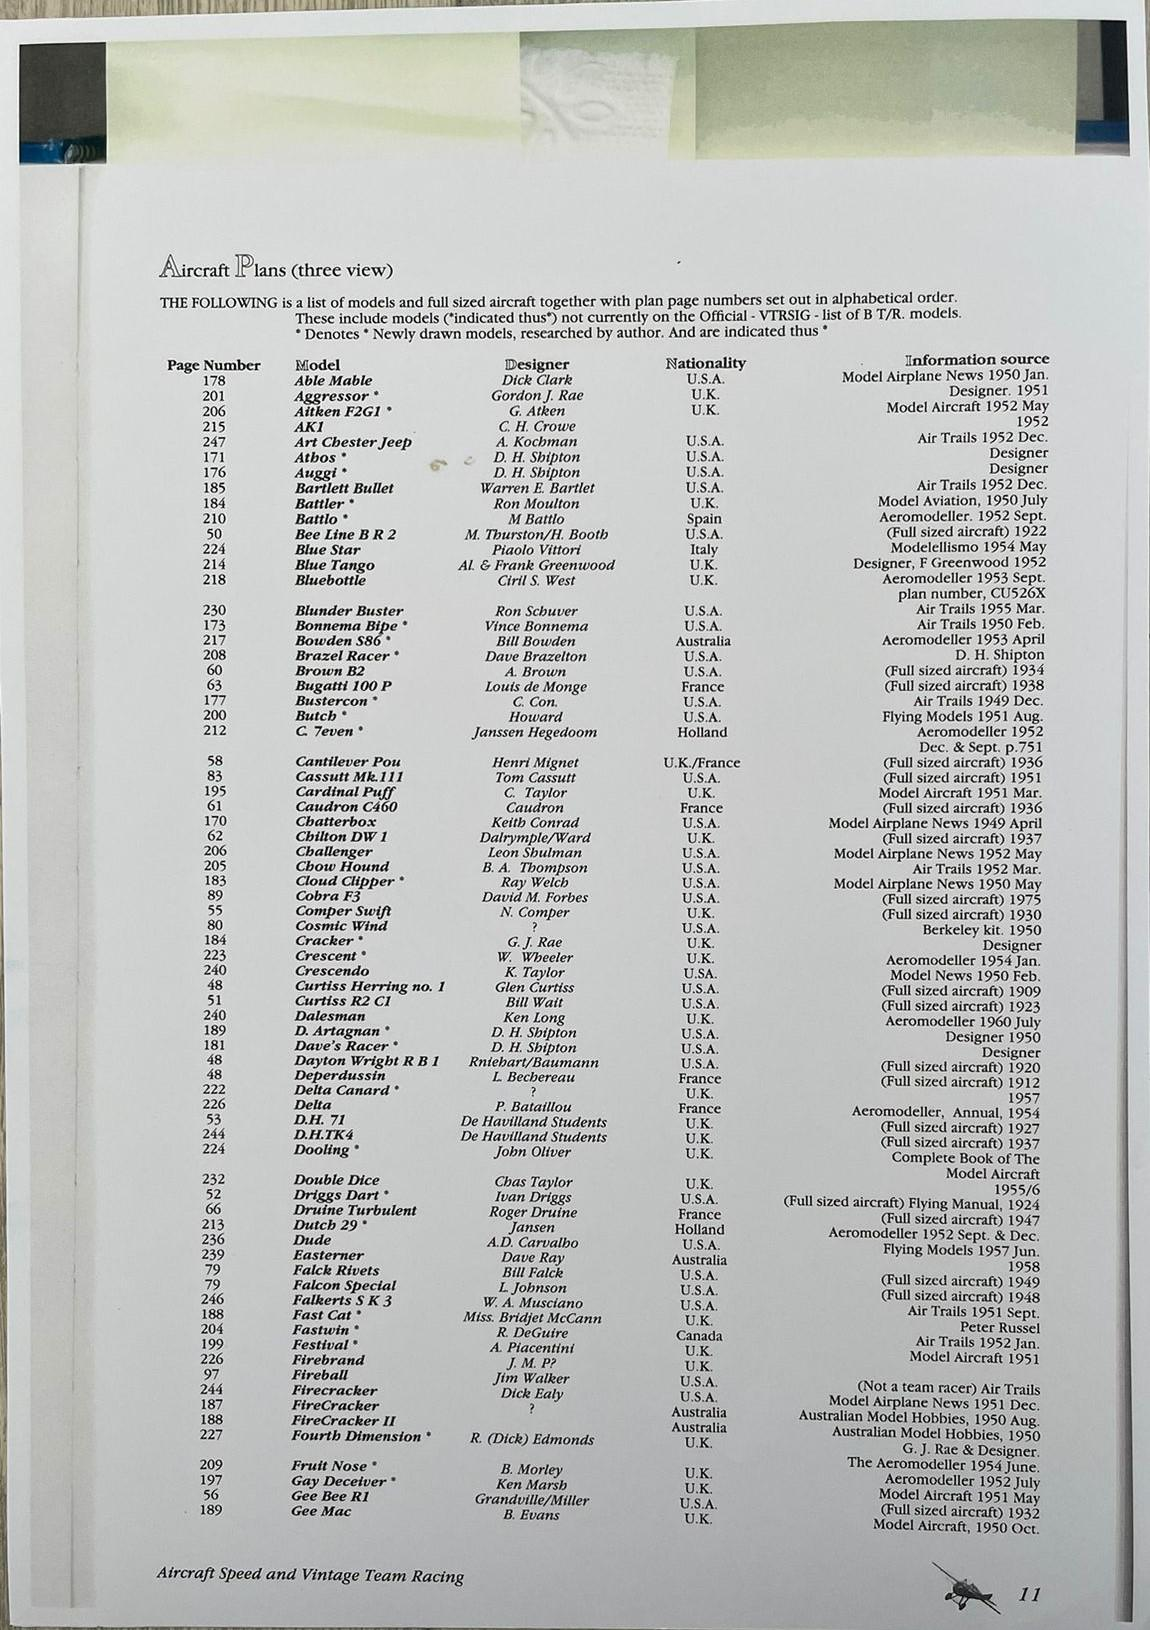 Aircraft Plans (three view)
THE FOLLOWING is a list of models and full sized aircraft together with plan page numbers set out in alphabetical order.
These include models (*indicated thus*) not currently on the Official - VTRSIG - list of B T/R. models.
* Denotes * Newly drawn models, researched by author. And are indicated thus *
Page Number Model Designer Nationality Information source
178 Able Mable Dick Clark U.S.A. Model Airplane News 1950 Jan.
201 Aggressor * Gordon J. Rae U.K. Designer. 1951
206 Aitken F2G1 * G. Atken U.K. Model Aircraft 1952 May
215 AK1 C. H. Crowe 1952
247 Art Chester Jeep A. Kochman U.S.A. Air Trails 1952 Dec.
171 Athos * D. H. Shipton U.S.A. Designer
176 Auggi * D. H. Shipton U.S.A. Designer
185 Bartlett Bullet Warren E. Bartlet U.S.A. Air Trails 1952 Dec.
184 Battler * Ron Moulton U.K. Model Aviation, 1950 July
210 Battlo * M Battlo Spain Aeromodeller. 1952 Sept.
50 Bee Line B R 2 M. Thurston/H. Booth U.S.A. (Full sized aircraft) 1922
224 Blue Star Piaolo Vittori Italy Modelellismo 1954 May
214 Blue Tango Al. & Frank Greenwood U.K. Designer, F Greenwood 1952
218 Bluebottle Ciril S. West U.K. Aeromodeller 1953 Sept.
plan number, CU526X
230 Blunder Buster Ron Schuver U.S.A. Air Trails 1955 Mar.
173 Bonnema Bipe * Vince Bonnema U.S.A. Air Trails 1950 Feb.
217 Bowden S86 * Bill Bowden Australia Aeromodeller 1953 April
208 Brazel Racer * Dave Brazelton U.S.A. D. H. Shipton
60 Brown B2 A. Brown U.S.A. (Full sized aircraft) 1934
63 Bugatti 100 P Louis de Monge France (Full sized aircraft) 1938
177 Bustercon * C. Con. U.S.A. Air Trails 1949 Dec.
200 Butch * Howard U.S.A. Flying Models 1951 Aug.
212 C. 7even * Janssen Hegedoom Holland Aeromodeller 1952
Dec. & Sept. p.751
58 Cantilever Pou Henri Mignet U.K./France (Full sized aircraft) 1936
83 Cassutt Mk.111 Tom Cassutt U.S.A. (Full sized aircraft) 1951
195 Cardinal Puff C. Taylor U.K. Model Aircraft 1951 Mar.
61 Caudron C460 Caudron France (Full sized aircraft) 1936
170 Chatterbox Keith Conrad U.S.A. Model Airplane News 1949 April
62 Chilton DW 1 Dalrymple/Ward U.K. (Full sized aircraft) 1937
206 Challenger Leon Shulman U.S.A. Model Airplane News 1952 May
205 Chow Hound B. A. Thompson U.S.A. Air Trails 1952 Mar.
183 Cloud Clipper * Ray Welch U.S.A. Model Airplane News 1950 May
89 Cobra F3 David M. Forbes U.S.A. (Full sized aircraft) 1975
55 Comper Swift N. Comper U.K. (Full sized aircraft) 1930
80 Cosmic Wind ? U.S.A. Berkeley kit. 1950
184 Cracker * G. J. Rae U.K. Designer
223 Crescent * W. Wheeler U.K. Aeromodeller 1954 Jan.
240 Crescendo K. Taylor U.SA. Model News 1950 Feb.
48 Curtiss Herring no. 1 Glen Curtiss U.S.A. (Full sized aircraft) 1909
51 Curtiss R2 C1 Bill Wait U.S.A. (Full sized aircraft) 1923
240 Dalesman Ken Long U.K. Aeromodeller 1960 July
189 D. Artagnan * D. H. Shipton U.S.A. Designer 1950
181 Dave's Racer * D. H. Shipton U.S.A. Designer
48 Dayton Wright R B 1 Rniehart/Baumann U.S.A. (Full sized aircraft) 1920
48 Deperdussin L. Bechereau France (Full sized aircraft) 1912
222 Delta Canard * ? U.K. 1957
226 Delta P. Bataillou France Aeromodeller, Annual, 1954
53 D.H. 71 De Havilland Students U.K. (Full sized aircraft) 1927
244 D.H.TK4 De Havilland Students U.K. (Full sized aircraft) 1937
224 Dooling * John Oliver U.K. Complete Book of The
Model Aircraft
1955/6
232 Double Dice Chas Taylor U.K.
52 Driggs Dart * Ivan Driggs U.S.A. (Full sized aircraft) Flying Manual, 1924
66 Druine Turbulent Roger Druine France (Full sized aircraft) 1947
213 Dutch 29 * Jansen Holland Aeromodeller 1952 Sept. & Dec.
236 Dude A.D. Carvalho U.S.A. Flying Models 1957 Jun.
239 Easterner Dave Ray Australia 1958
79 Falck Rivets Bill Falck U.S.A. (Full sized aircraft) 1949
79 Falcon Special L. Johnson U.S.A. (Full sized aircraft) 1948
246 Falkerts S K 3 W. A. Musciano U.S.A. Air Trails 1951 Sept.
188 Fast Cat * Miss. Bridjet McCann U.K. Peter Russel
204 Fastwin * R. DeGuire Canada Air Trails 1952 Jan.
199 Festival * A. Piacentini U.K. Model Aircraft 1951
226 Firebrand J. M. P? U.K.
97 Fireball Jim Walker U.S.A. (Not a team racer) Air Trails
244 Firecracker Dick Ealy U.S.A. Model Airplane News 1951 Dec.
187 FireCracker ? Australia Australian Model Hobbies, 1950 Aug.
188 FireCracker II Australia Australian Model Hobbies, 1950
227 Fourth Dimension * R. (Dick) Edmonds U.K. G. J. Rae & Designer.
The Aeromodeller 1954 June.
209 Fruit Nose * B. Morley U.K. Aeromodeller 1952 July
197 Gay Deceiver * Ken Marsh U.K. Model Aircraft 1951 May
56 Gee Bee R1 Grandville/Miller U.S.A. (Full sized aircraft) 1932
189 Gee Mac B. Evans U.K. Model Aircraft, 1950 Oct.
Aircraft Speed and Vintage Team Racing
11